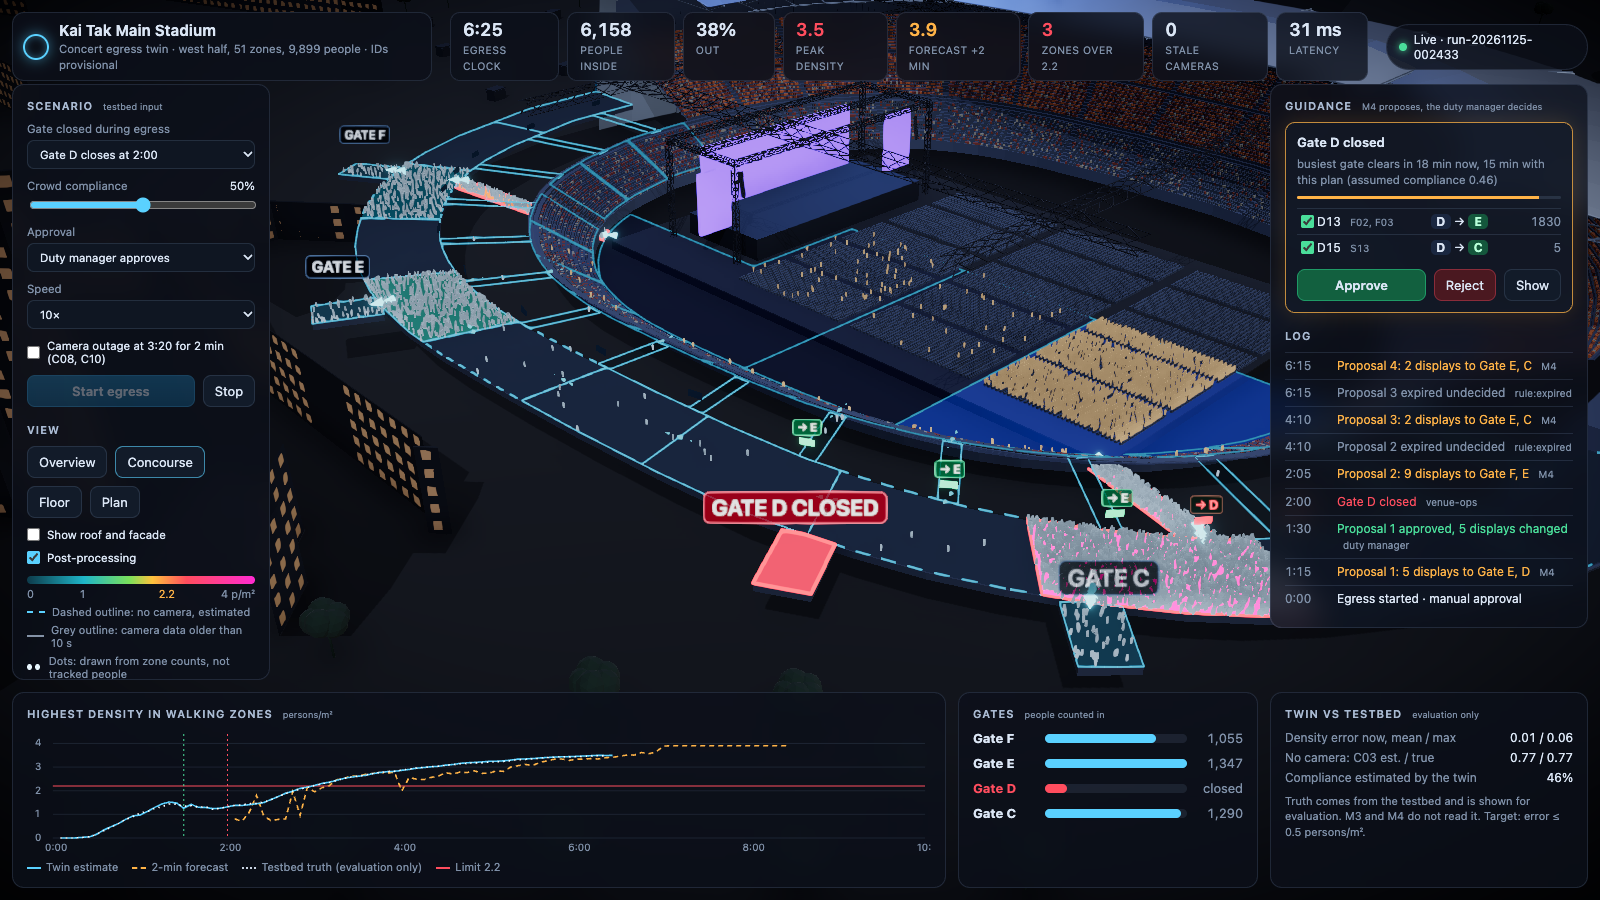 Kai Tak Main Stadium
Concert egress twin · west half, 51 zones, 9,899 people · IDs
provisional
6:25
EGRESS
CLOCK
6,158
PEOPLE
INSIDE
38%
OUT
3.5
PEAK
DENSITY
3.9
FORECAST +2
MIN
3
ZONES OVER
2.2
0
STALE
CAMERAS
31 ms
LATENCY
Live · run-20261125-
002433
SCENARIO testbed input
Gate closed during egress
Gate D closes at 2:00
Crowd compliance 50%
Approval
Duty manager approves
Speed
10×
Camera outage at 3:20 for 2 min
(C08, C10)
Start egress Stop
VIEW
Overview Concourse
Floor Plan
Show roof and facade
Post-processing
0 1 2.2 4 p/m²
Dashed outline: no camera, estimated
Grey outline: camera data older than
10 s
Dots: drawn from zone counts, not
tracked people
GATE F
GATE E
→E
→E
→E
→D
GATE D CLOSED
GATE C
GUIDANCE M4 proposes, the duty manager decides
Gate D closed
busiest gate clears in 18 min now, 15 min with
this plan (assumed compliance 0.46)
D13 F02, F03 D → E 1830
D15 S13 D → C 5
Approve Reject Show
LOG
6:15 Proposal 4: 2 displays to Gate E, C M4
6:15 Proposal 3 expired undecided rule:expired
4:10 Proposal 3: 2 displays to Gate E, C M4
4:10 Proposal 2 expired undecided rule:expired
2:05 Proposal 2: 9 displays to Gate F, E M4
2:00 Gate D closed venue-ops
1:30 Proposal 1 approved, 5 displays changed
duty manager
1:15 Proposal 1: 5 displays to Gate E, D M4
0:00 Egress started · manual approval
HIGHEST DENSITY IN WALKING ZONES persons/m²
4
3
2
1
0
0:00 2:00 4:00 6:00 8:00 10:
Twin estimate 2-min forecast Testbed truth (evaluation only) Limit 2.2
GATES people counted in
Gate F 1,055
Gate E 1,347
Gate D closed
Gate C 1,290
TWIN VS TESTBED evaluation only
Density error now, mean / max 0.01 / 0.06
No camera: C03 est. / true 0.77 / 0.77
Compliance estimated by the twin 46%
Truth comes from the testbed and is shown for
evaluation. M3 and M4 do not read it. Target: error ≤
0.5 persons/m².